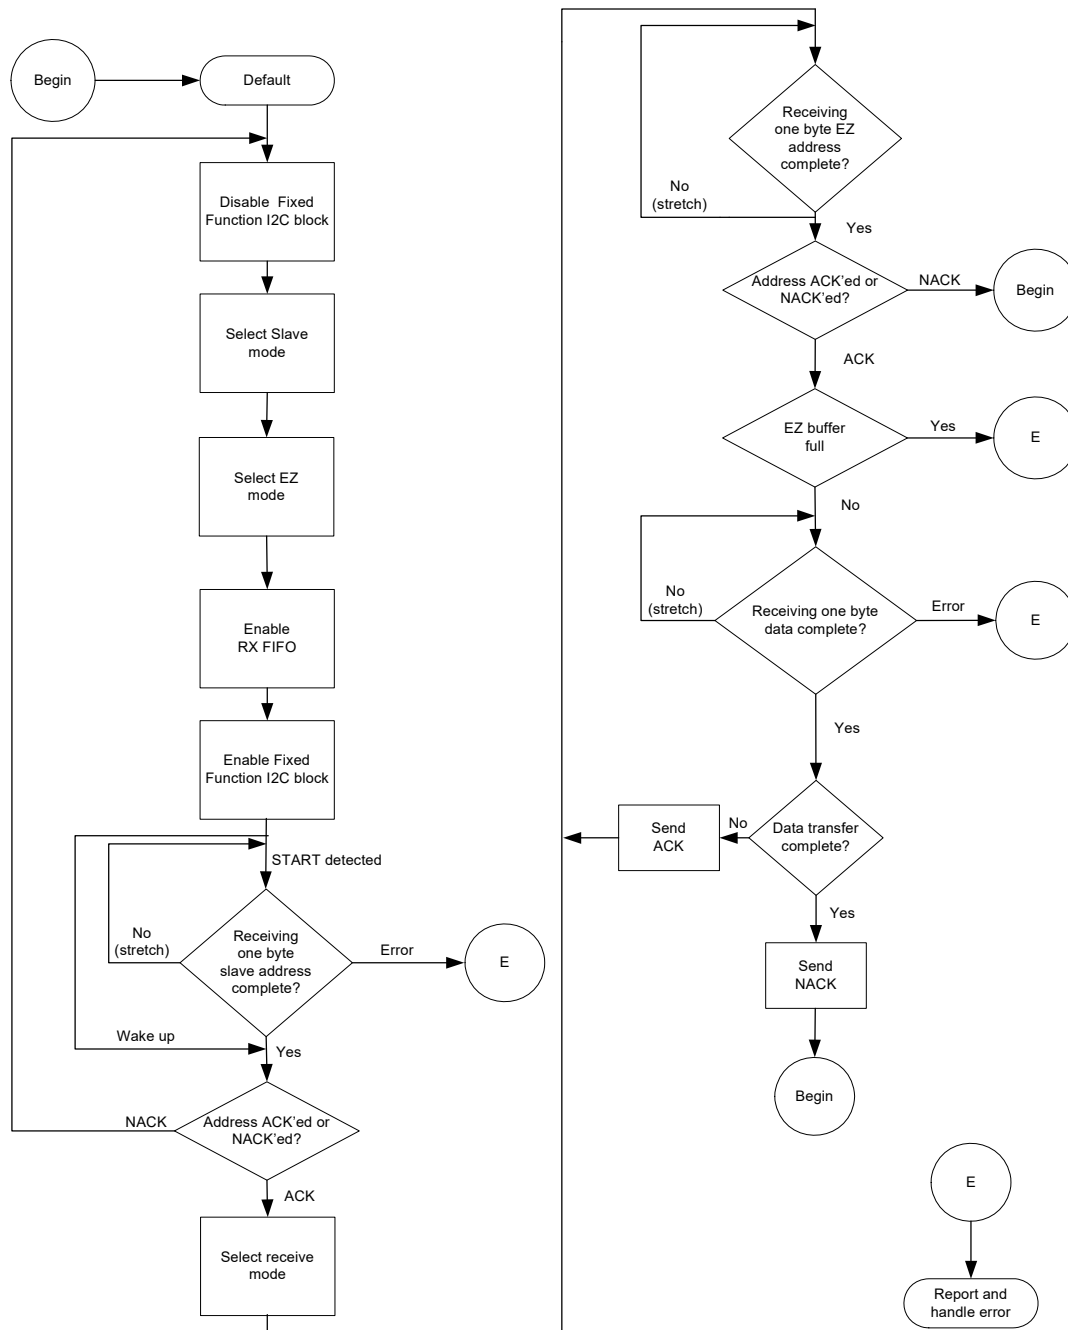 Begin
Default
Disable Fixed
Function I2C block
Select Slave
mode
Select EZ
mode
Enable
RX FIFO
Enable Fixed
Function I2C block
START detected
No
(stretch)
Receiving
one byte
slave address
complete?
Error
E
Wake up
Yes
NACK
Address ACK'ed or
NACK'ed?
ACK
Select receive
mode
Receiving
one byte EZ
address
complete?
No
(stretch)
Yes
Address ACK'ed or
NACK'ed?
NACK
Begin
ACK
EZ buffer
full
Yes
E
No
No
(stretch)
Receiving one byte
data complete?
Error
E
Yes
Send
ACK
No
Data transfer
complete?
Yes
Send
NACK
Begin
E
Report and
handle error